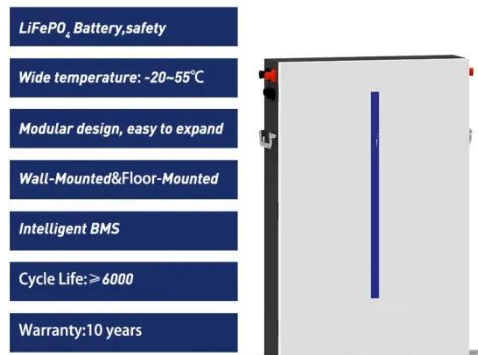 LiFePO₄ Battery,safety
Wide temperature: -20~55℃
Modular design, easy to expand
Wall-Mounted&Floor-Mounted
Intelligent BMS
Cycle Life:≥6000
Warranty:10 years